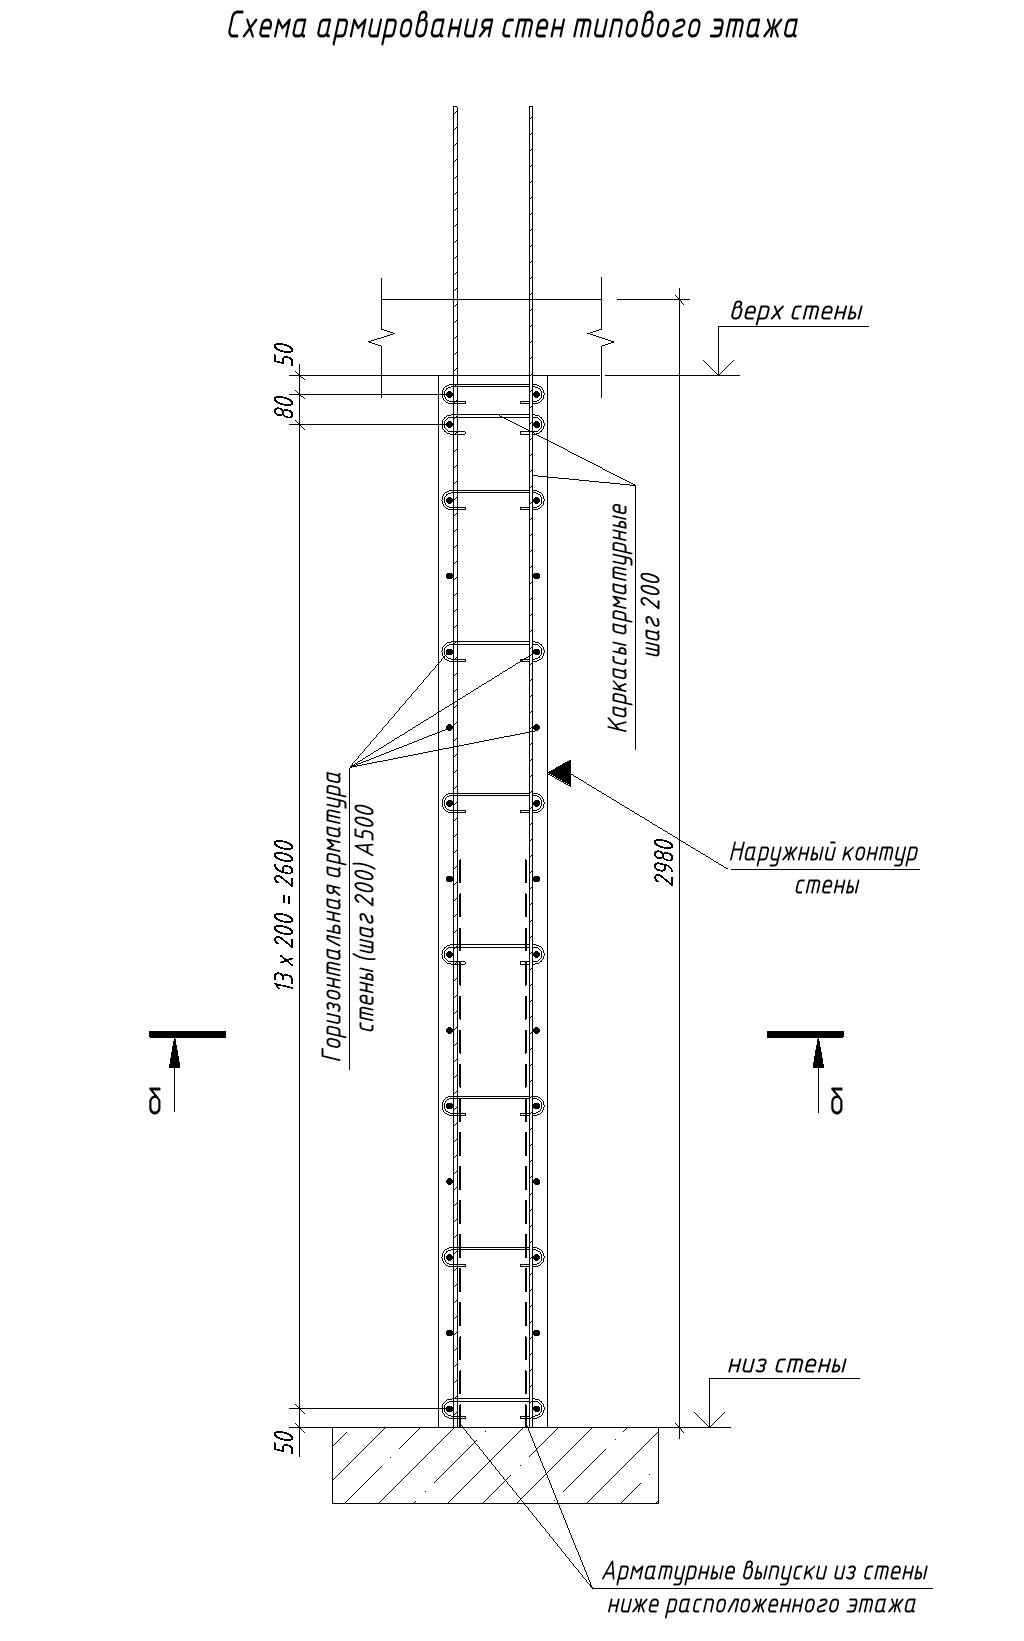 Схема армирования стен типового этажа
верх стены
50
80
Каркасы арматурные
шаг 200
Горизонтальная арматура
стены (шаг 200) А500
13 х 200 = 2600
2980
Наружный контур
стены
б
б
низ стены
50
Арматурные выпуски из стены
ниже расположенного этажа